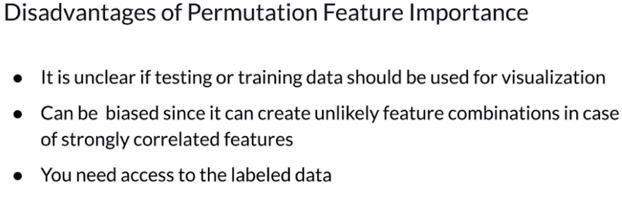 Disadvantages of Permutation Feature Importance
● It is unclear if testing or training data should be used for visualization
● Can be biased since it can create unlikely feature combinations in case
of strongly correlated features
● You need access to the labeled data